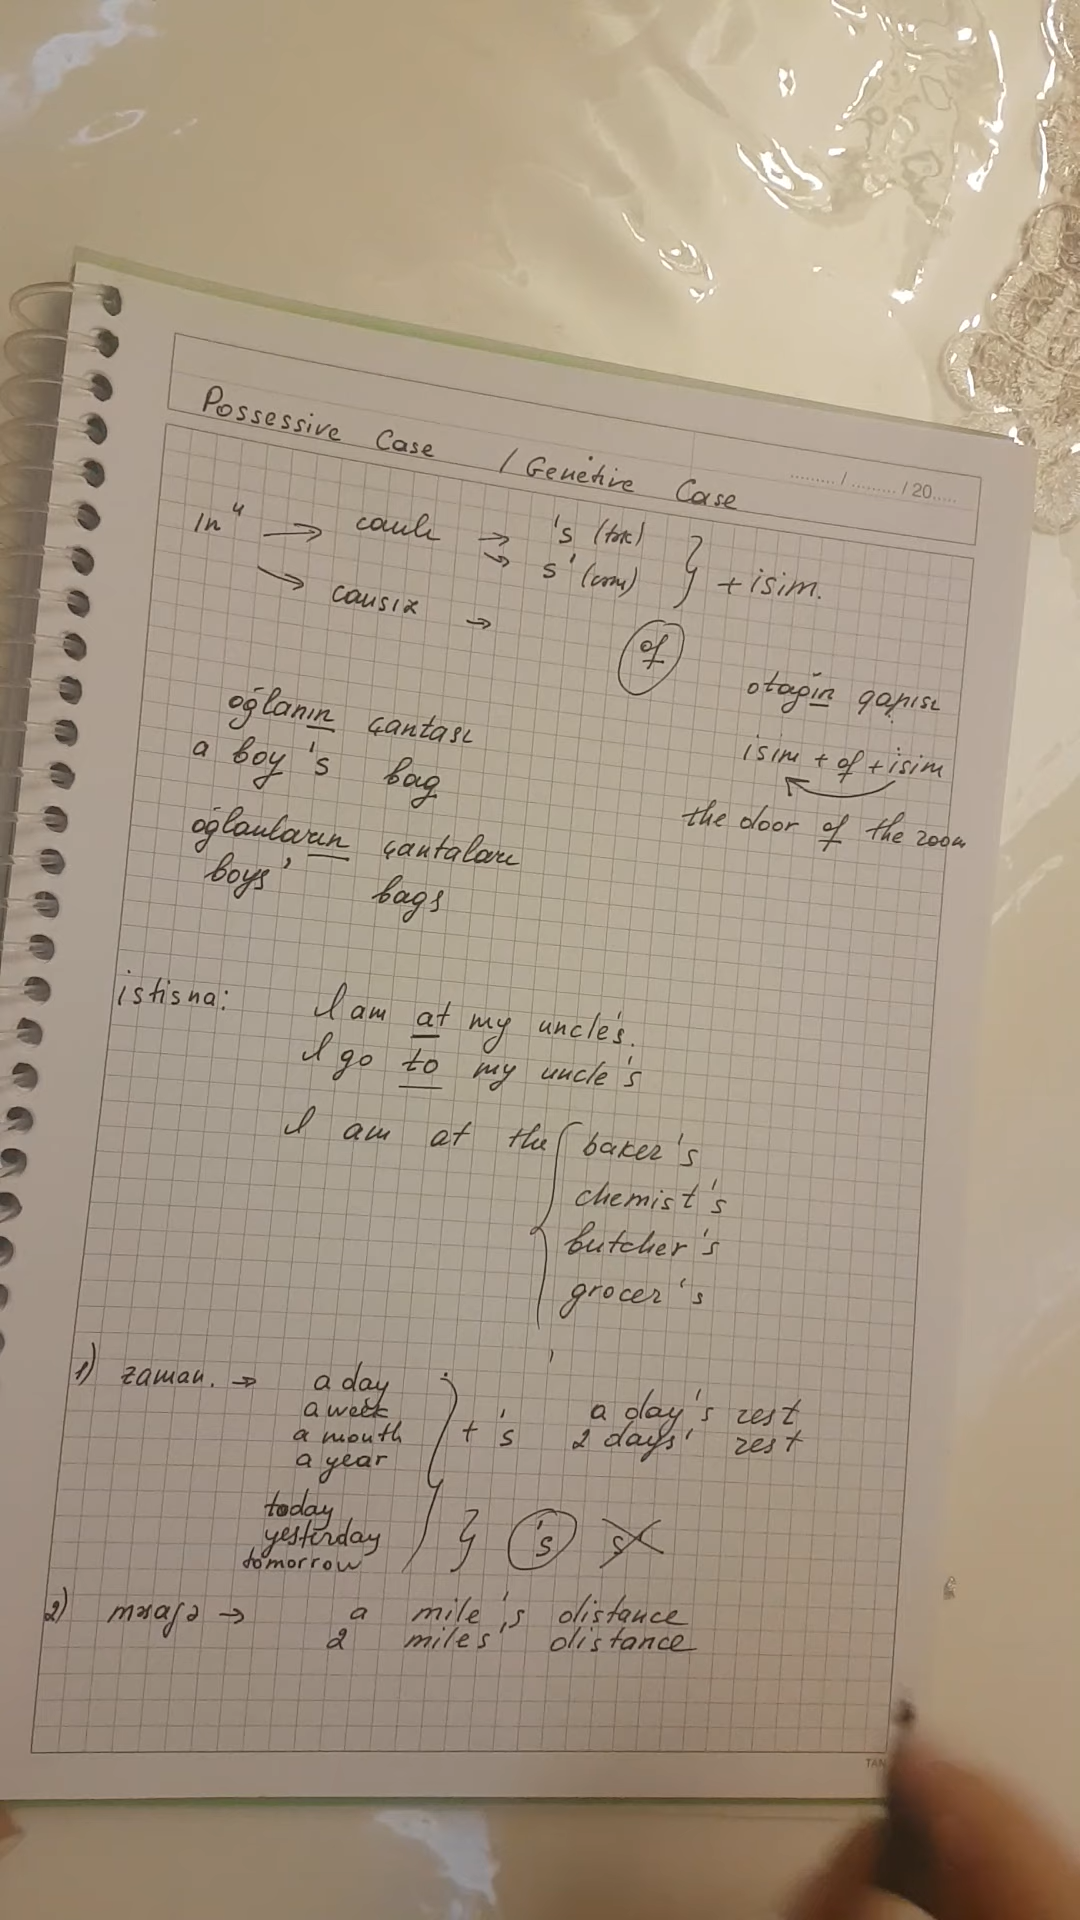 Possessive Case / Genetive Case
......... / ......... / 20.....
ın⁴ → canlı → 's (tək)
→ s' (cəm) } + isim.
→ cansız → of
oğlanın çantası
a boy's bag
oğlanların çantaları
boys' bags
otağın qapısı
isim + of + isim
the door of the room
istisna: I am at my uncle's.
I go to my uncle's
I am at the { baker's
chemist's
butcher's
grocer's
1) zaman. → a day
a week
a month
a year
+ 's
a day's rest
2 days' rest
today
yesterday
tomorrow
} 's s'
2) məsafə → a mile's distance
2 miles' distance